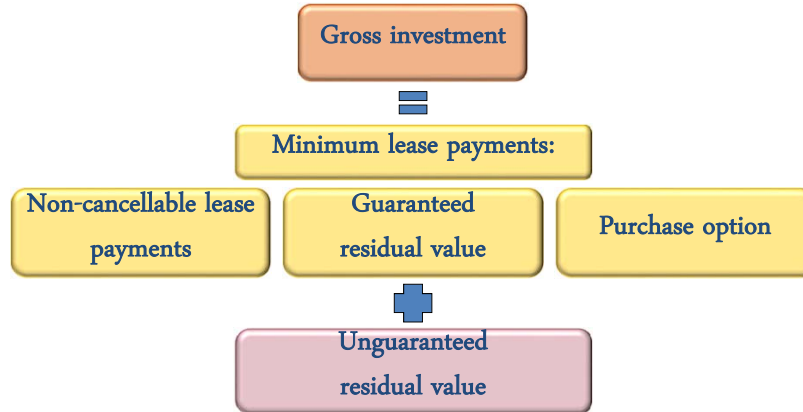 Gross investment
Minimum lease payments:
Non-cancellable lease
payments
Guaranteed
residual value
Purchase option
Unguaranteed
residual value